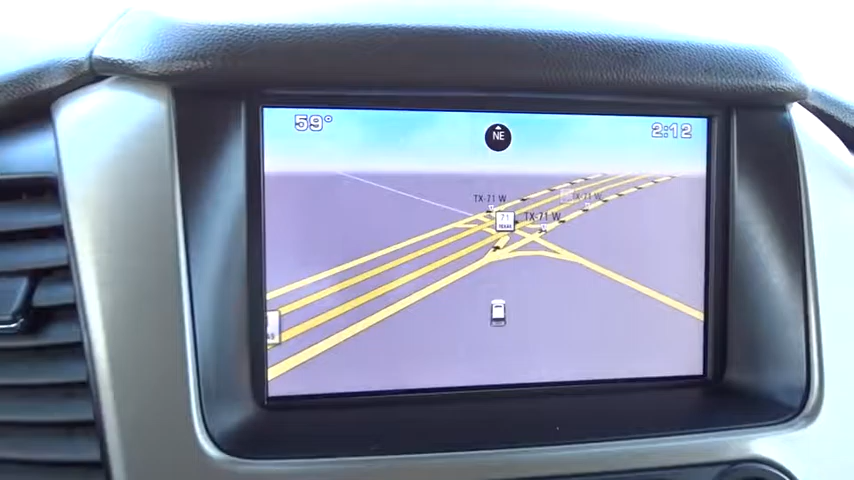 59°
NE
2:12
TX-71 W
TX-71 W
71
TEXAS
TX-71 W